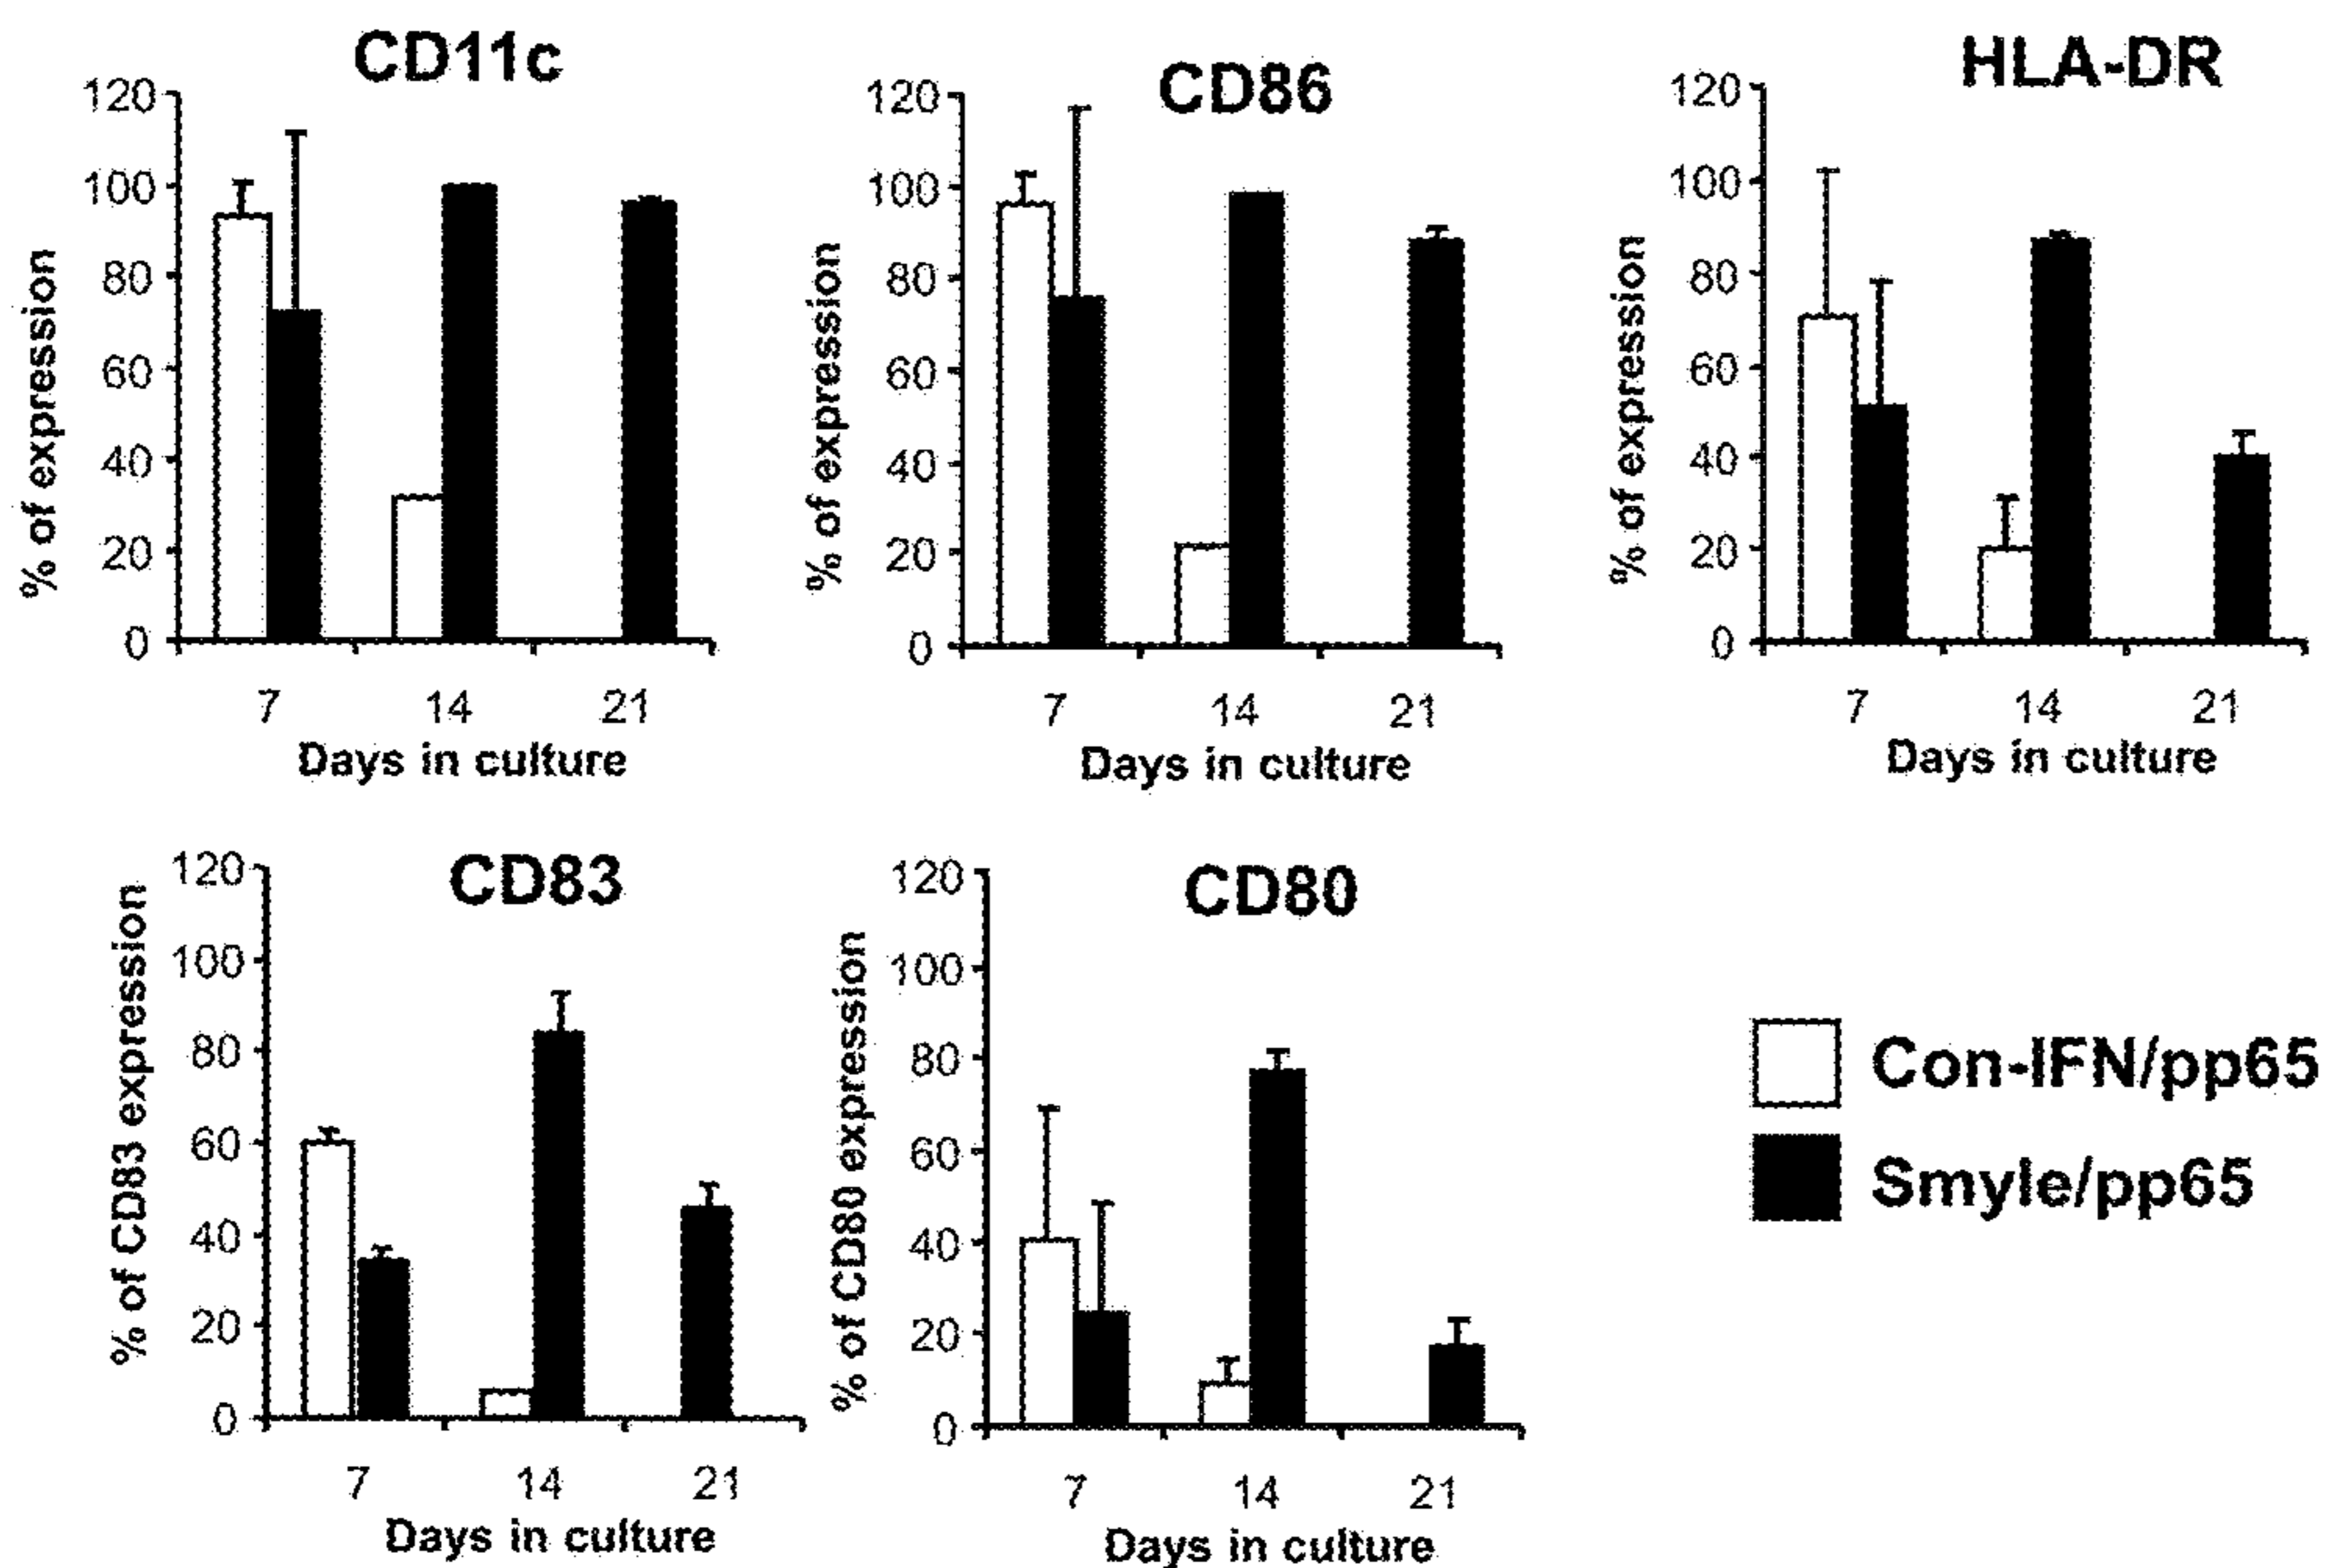 CD11c
% of expression
120
100
80
60
40
20
0
7 14 21
Days in culture
CD86
% of expression
120
100
80
60
40
20
0
7 14 21
Days in culture
HLA-DR
% of expression
120
100
80
60
40
20
0
7 14 21
Days in culture
CD83
% of CD83 expression
120
100
80
60
40
20
0
7 14 21
Days in culture
CD80
% of CD80 expression
120
100
80
60
40
20
0
7 14 21
Days in culture
Con-IFN/pp65
Smyle/pp65